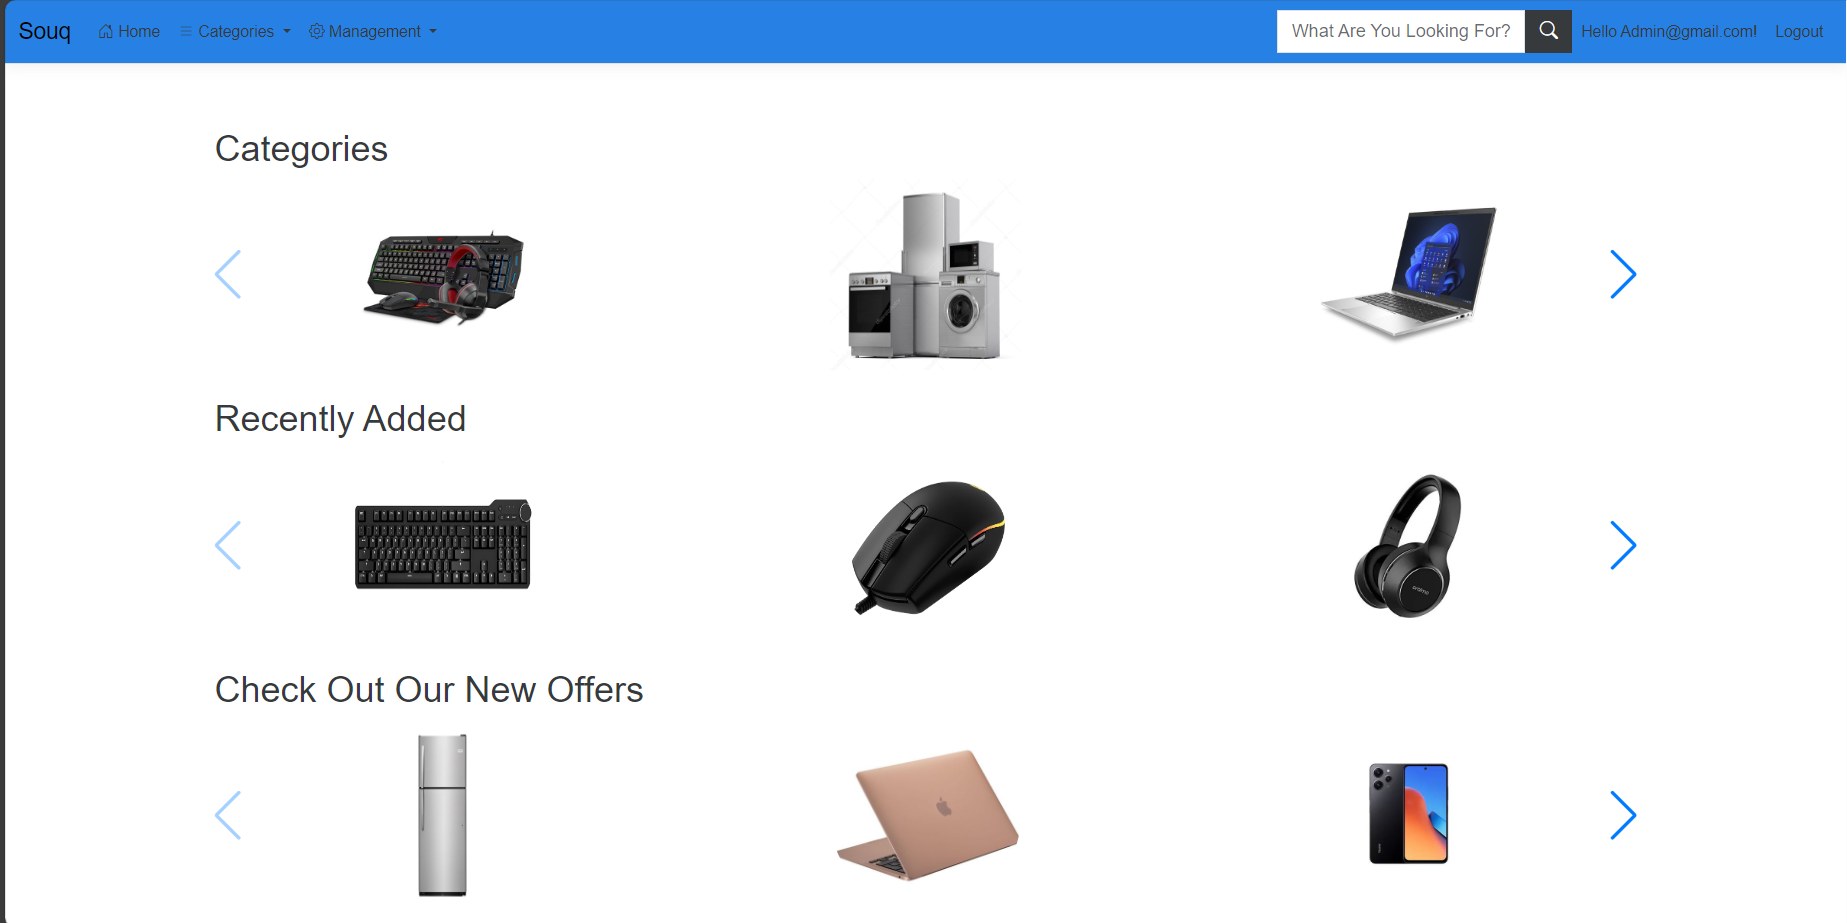 Souq Home Categories Management What Are You Looking For? Hello Admin@gmail.com! Logout
Categories
Recently Added
Check Out Our New Offers